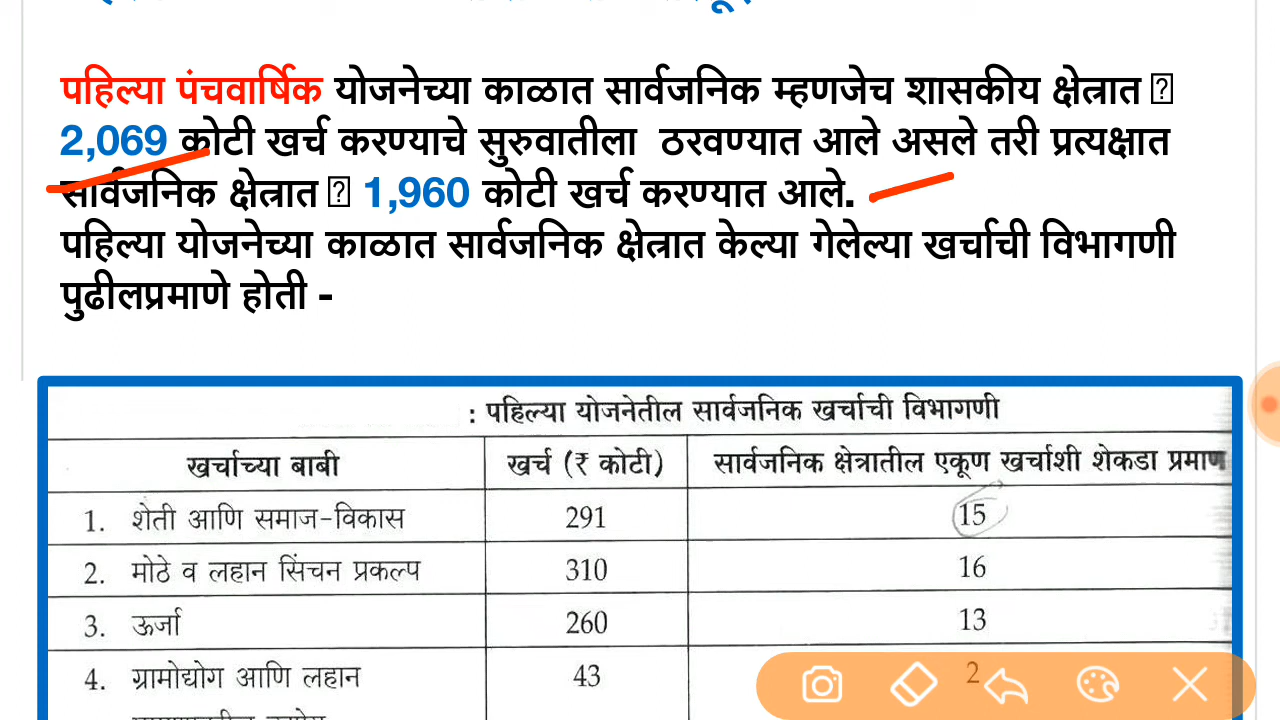 पहिल्या पंचवार्षिक योजनेच्या काळात सार्वजनिक म्हणजेच शासकीय क्षेत्रात
2,069 कोटी खर्च करण्याचे सुरुवातीला ठरवण्यात आले असले तरी प्रत्यक्षात
सार्वजनिक क्षेत्रात 1,960 कोटी खर्च करण्यात आले.
पहिल्या योजनेच्या काळात सार्वजनिक क्षेत्रात केल्या गेलेल्या खर्चाची विभागणी
पुढीलप्रमाणे होती -
: पहिल्या योजनेतील सार्वजनिक खर्चाची विभागणी
खर्चाच्या बाबी खर्च (₹ कोटी) सार्वजनिक क्षेत्रातील एकूण खर्चाशी शेकडा प्रमाण
1. शेती आणि समाज-विकास 291 15
2. मोठे व लहान सिंचन प्रकल्प 310 16
3. ऊर्जा 260 13
4. ग्रामोद्योग आणि लहान 43 2